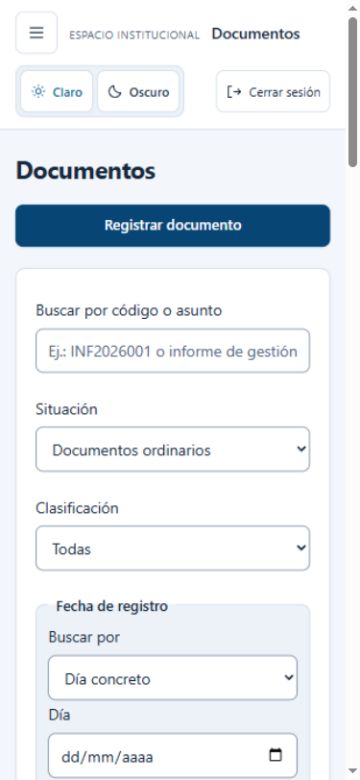 ESPACIO INSTITUCIONAL Documentos
Claro Oscuro Cerrar sesión
Documentos
Registrar documento
Buscar por código o asunto
Ej.: INF2026001 o informe de gestión
Situación
Documentos ordinarios
Clasificación
Todas
Fecha de registro
Buscar por
Día concreto
Día
dd/mm/aaaa